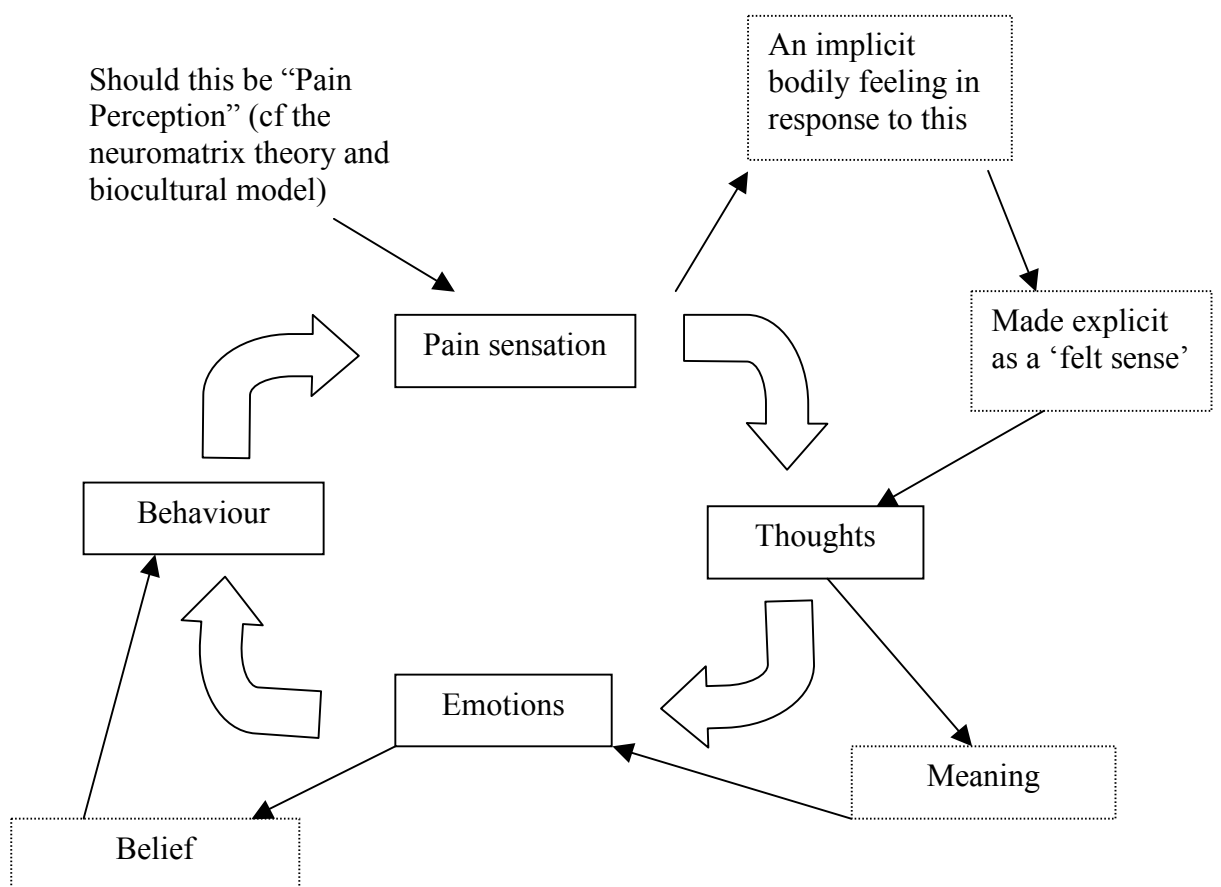 An implicit
bodily feeling in
response to this
Should this be “Pain
Perception” (cf the
neuromatrix theory and
biocultural model)
Made explicit
as a ‘felt sense’
Pain sensation
Behaviour
Thoughts
Emotions
Meaning
Belief